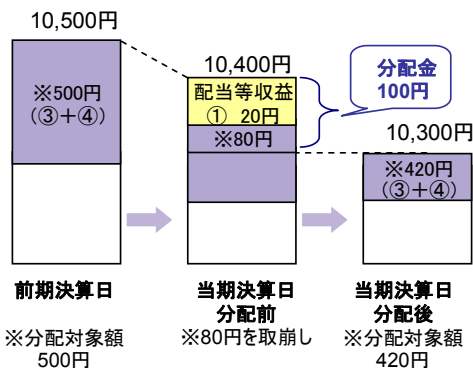 10,500円
※500円
(③+④)
10,400円
配当等収益
① 20円
※80円
分配金
100円
10,300円
※420円
(③+④)
前期決算日
※分配対象額
500円
当期決算日
分配前
※80円を取崩し
当期決算日
分配後
※分配対象額
420円